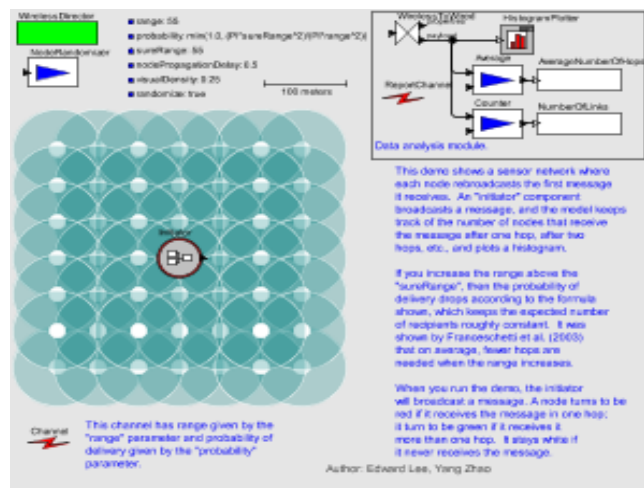 WirelessDirector
NodeRandomizer
range: 55
probability: min(1.0, (PI*sureRange^2)/(PI*range^2))
sureRange: 55
nodePropagationDelay: 0.5
visualDensity: 0.25
randomize: true
100 meters
WirelessToWired
payload
HistogramPlotter
Average
AverageNumberOfHops
ReportChannel
Counter
NumberOfLinks
Data analysis module.
Initiator
This demo shows a sensor network where
each node rebroadcasts the first message
it receives. An "initiator" component
broadcasts a message, and the model keeps
track of the number of nodes that receive
the message after one hop, after two
hops, etc., and plots a histogram.
If you increase the range above the
"sureRange", then the probability of
delivery drops according to the formula
shown, which keeps the expected number
of recipients roughly constant. It was
shown by Franceschetti et al. (2003)
that on average, fewer hops are
needed when the range increases.
When you run the demo, the initiator
will broadcast a message. A node turns to be
red if it receives the message in one hop;
it turn to be green if it receives it
more than one hop. It stays white if
it never receives the message.
Channel
This channel has range given by the
"range" parameter and probability of
delivery given by the "probability"
parameter.
Author: Edward Lee, Yang Zhao